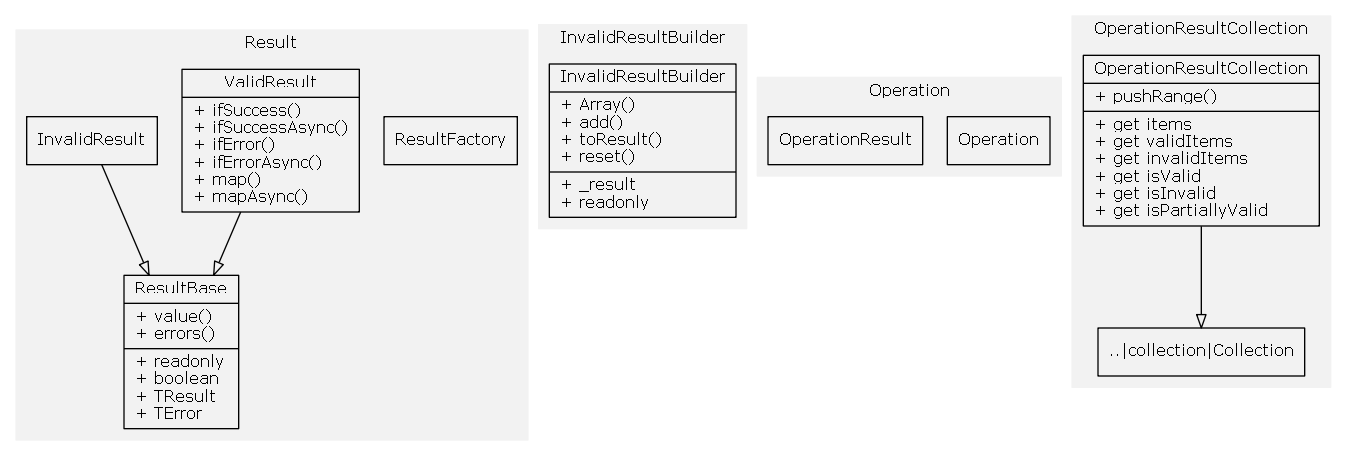 Result
InvalidResult
ValidResult
+ ifSuccess()
+ ifSuccessAsync()
+ ifError()
+ ifErrorAsync()
+ map()
+ mapAsync()
ResultFactory
ResultBase
+ value()
+ errors()
+ readonly
+ boolean
+ TResult
+ TError
InvalidResultBuilder
InvalidResultBuilder
+ Array()
+ add()
+ toResult()
+ reset()
+ _result
+ readonly
Operation
OperationResult
Operation
OperationResultCollection
OperationResultCollection
+ pushRange()
+ get items
+ get validItems
+ get invalidItems
+ get isValid
+ get isInvalid
+ get isPartiallyValid
..|collection|Collection